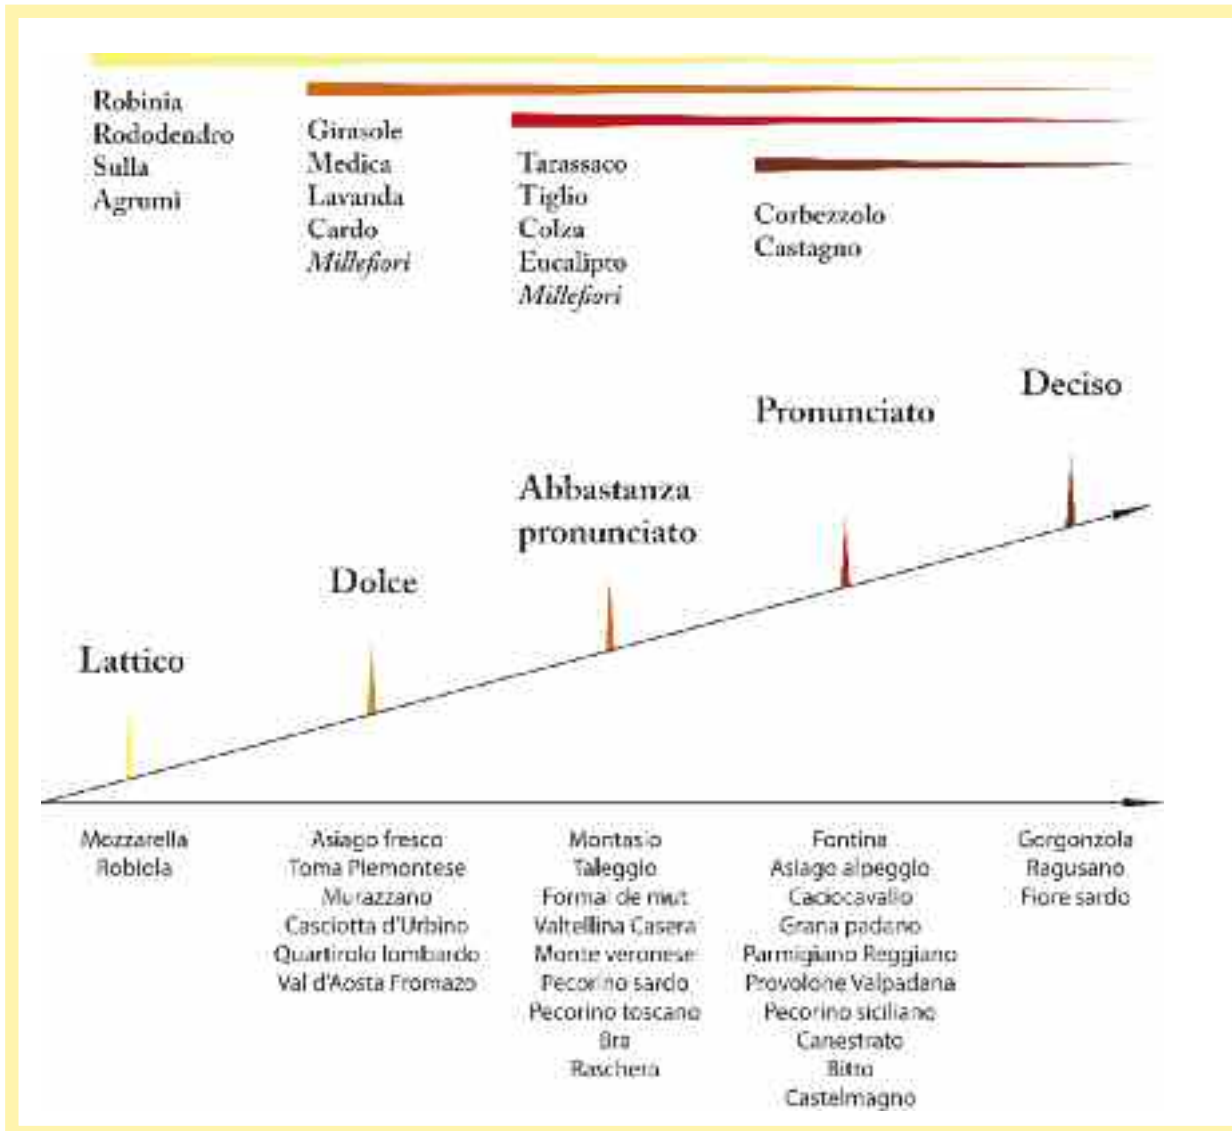 Robinia
Rododendro
Sulla
Agrumi
Girasole
Medica
Lavanda
Cardo
Millefiori
Tarassaco
Tiglio
Colza
Eucalipto
Millefiori
Corbezzolo
Castagno
Lattico
Dolce
Abbastanza
pronunciato
Pronunciato
Deciso
Mozzarella
Robiola
Asiago fresco
Toma Piemontese
Murazzano
Casciotta d'Urbino
Quartirolo lombardo
Val d'Aosta Fromazo
Montasio
Taleggio
Formai de mut
Valtellina Casera
Monte veronese
Pecorino sardo
Pecorino toscano
Bra
Raschera
Fontina
Asiago alpeggio
Caciocavallo
Grana padano
Parmigiano Reggiano
Provolone Valpadana
Pecorino siciliano
Canestrato
Bitto
Castelmagno
Gorgonzola
Ragusano
Fiore sardo